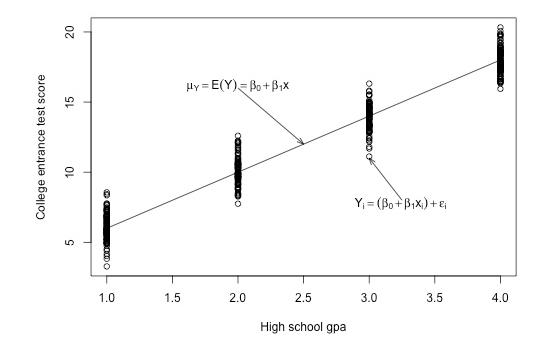 20
15
10
5
College entrance test score
μY = E(Y) = β0 + β1x
Yi = (β0 + β1xi) + εi
1.0 1.5 2.0 2.5 3.0 3.5 4.0
High school gpa